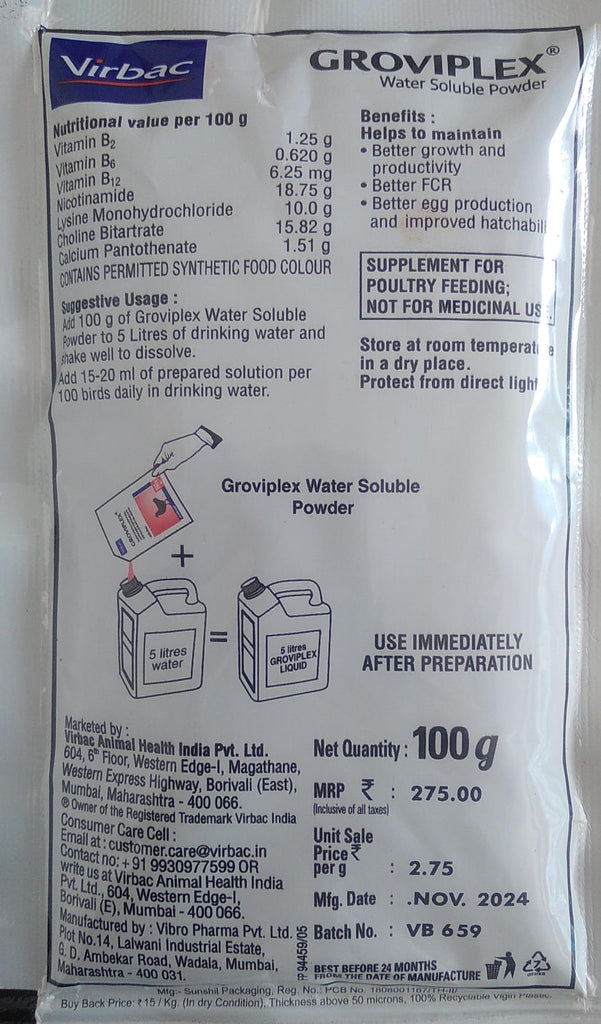 Virbac
GROVIPLEX®
Water Soluble Powder
Nutritional value per 100 g
Vitamin B2 1.25 g
Vitamin B6 0.620 g
Vitamin B12 6.25 mg
Nicotinamide 18.75 g
Lysine Monohydrochloride 10.0 g
Choline Bitartrate 15.82 g
Calcium Pantothenate 1.51 g
CONTAINS PERMITTED SYNTHETIC FOOD COLOUR
Suggestive Usage :
Add 100 g of Groviplex Water Soluble
Powder to 5 Litres of drinking water and
shake well to dissolve.
Add 15-20 ml of prepared solution per
100 birds daily in drinking water.
Benefits :
Helps to maintain
• Better growth and
productivity
• Better FCR
• Better egg production
and improved hatchabil
SUPPLEMENT FOR
POULTRY FEEDING;
NOT FOR MEDICINAL US
Store at room temperat e
in a dry place.
Protect from direct light
GROVIPLEX
Groviplex Water Soluble
Powder
+
5 litres
water
=
5 litres
GROVIPLEX
LIQUID
USE IMMEDIATELY
AFTER PREPARATION
Marketed by :
Virbac Animal Health India Pvt. Ltd.
604, 6th Floor, Western Edge-I, Magathane,
Western Express Highway, Borivali (East),
Mumbai, Maharashtra - 400 066.
® Owner of the Registered Trademark Virbac India
Consumer Care Cell :
Email at : customer.care@virbac.in
Contact no: + 91 9930977599 OR
write us at Virbac Animal Health India
Pvt. Ltd., 604, Western Edge-I,
Borivali (E), Mumbai - 400 066.
Manufactured by : Vibro Pharma Pvt. Ltd.
Plot No.14, Lalwani Industrial Estate,
G. D. Ambekar Road, Wadala, Mumbai,
Maharashtra - 400 031.
94459/05
Net Quantity : 100 g
MRP ₹ : 275.00
(Inclusive of all taxes)
Unit Sale
Price ₹
per g : 2.75
Mfg. Date : .NOV. 2024
Batch No. : VB 659
BEST BEFORE 24 MONTHS
FROM THE DATE OF MANUFACTURE
OTHER
Mfg:- Sunshil Packaging, Reg. No.: PCB No.
Buy Back Price: ₹ 15 / Kg. (In dry Condition), Thickness above 50 microns, 100% Recyclable Vigin Plastic.